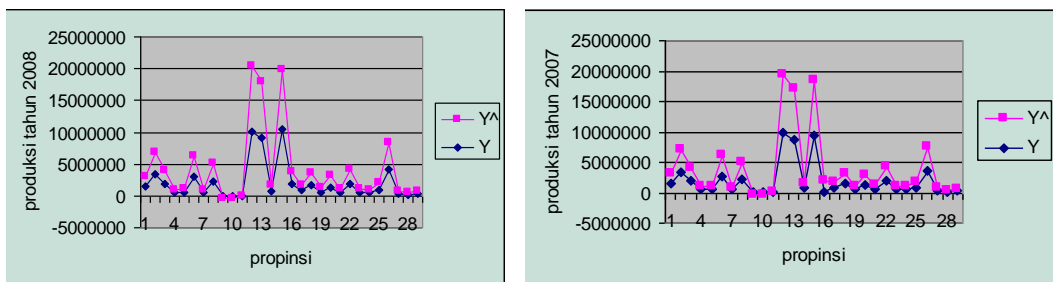 produksi tahun 2008
25000000
20000000
15000000
10000000
5000000
0
-5000000
1 4 7 10 13 16 19 22 25 28
propinsi
Y^
Y
produksi tahun 2007
25000000
20000000
15000000
10000000
5000000
0
-5000000
1 4 7 10 13 16 19 22 25 28
propinsi
Y^
Y